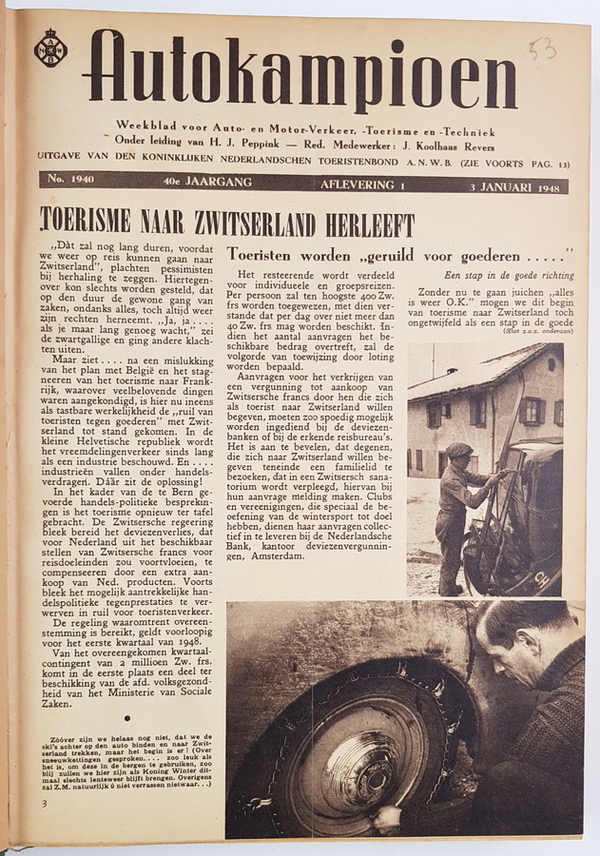 53
A N W B
Autokampioen
Weekblad voor Auto- en Motor-Verkeer, -Toerisme en -Techniek
Onder leiding van H. J. Peppink — Red. Medewerker: J. Koolhaas Revers
UITGAVE VAN DEN KONINKLIJKEN NEDERLANDSCHEN TOERISTENBOND A.N.W.B. (ZIE VOORTS PAG. 13)
No. 1940 40e JAARGANG AFLEVERING 1 3 JANUARI 1948
TOERISME NAAR ZWITSERLAND HERLEEFT
„Dàt zal nog lang duren, voordat
we weer op reis kunnen gaan naar
Zwitserland”, plachten pessimisten
bij herhaling te zeggen. Hiertegen-
over kon slechts worden gesteld, dat
op den duur de gewone gang van
zaken, ondanks alles, toch altijd weer
zijn rechten herneemt. „Ja, ja....
als je maar lang genoeg wacht,” zei
de zwartgallige en ging andere klach-
ten uiten.
Maar ziet.... na een mislukking
van het plan met België en het stag-
neeren van het toerisme naar Frank-
rijk, waarover veelbelovende dingen
waren aangekondigd, is hier nu ineens
als tastbare werkelijkheid de „ruil van
toeristen tegen goederen” met Zwit-
serland tot stand gekomen. In de
kleine Helvetische republiek wordt
het vreemdelingenverkeer sinds lang
als een industrie beschouwd. En....
industrieën vallen onder handels-
verdragen. Dáár zit de oplossing!
In het kader van de te Bern ge-
voerde handels-politieke besprekin-
gen is het toerisme opnieuw ter tafel
gebracht. De Zwitsersche regeering
bleek bereid het deviezenverlies, dat
voor Nederland uit het beschikbaar
stellen van Zwitsersche francs voor
reisdoeleinden zou voortvloeien, te
compenseeren door een extra aan-
koop van Ned. producten. Voorts
bleek het mogelijk aantrekkelijke han-
delspolitieke tegenprestaties te ver-
werven in ruil voor toeristenverkeer.
De regeling waaromtrent overeen-
stemming is bereikt, geldt voorloopig
voor het eerste kwartaal van 1948.
Van het overeengekomen kwartaal-
contingent van 2 millioen Zw. frs.
komt in de eerste plaats een deel ter
beschikking van de afd. volksgezond-
heid van het Ministerie van Sociale
Zaken.
Zóóver zijn we helaas nog niet, dat we de
ski's achter op den auto binden en naar Zwit-
serland trekken, maar het begin is er! (Over
sneeuwkettingen gesproken.... zoo leuk als
het is, om deze in de bergen te gebruiken, zoo
blij zullen we hier zijn als Koning Winter dit-
maal slechts lenteweer blijft brengen. Overigens
zal Z.M. natuurlijk ú niet verrassen nietwaar...)
3
Toeristen worden „geruild voor goederen .....”
Het resteerende wordt verdeeld
voor individueele en groepsreizen.
Per persoon zal ten hoogste 400 Zw.
frs worden toegewezen, met dien ver-
stande dat per dag over niet meer dan
40 Zw. frs mag worden beschikt. In-
dien het aantal aanvragen het be-
schikbare bedrag overtreft, zal de
volgorde van toewijzing door loting
worden bepaald.
Aanvragen voor het verkrijgen van
een vergunning tot aankoop van
Zwitsersche francs door hen die zich
als toerist naar Zwitserland willen
begeven, moeten zoo spoedig mogelijk
worden ingediend bij de deviezen-
banken of bij de erkende reisbureau's.
Het is aan te bevelen, dat degenen,
die zich naar Zwitserland willen be-
geven teneinde een familielid te
bezoeken, dat in een Zwitsersch sana-
torium wordt verpleegd, hiervan bij
hun aanvrage melding maken. Clubs
en vereenigingen, die speciaal de be-
oefening van de wintersport tot doel
hebben, dienen haar aanvragen collec-
tief in te leveren bij de Nederlandsche
Bank, kantoor deviezenvergunnin-
gen, Amsterdam.
Een stap in de goede richting
Zonder nu te gaan juichen „alles
is weer O.K.” mogen we dit begin
van toerisme naar Zwitserland toch
ongetwijfeld als een stap in de goede
(Slot z.o.z. onderaan)
CH